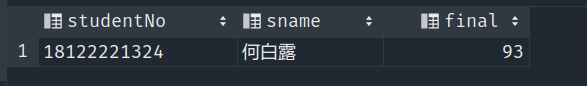 studentNo sname final
1 18122221324 何白露 93